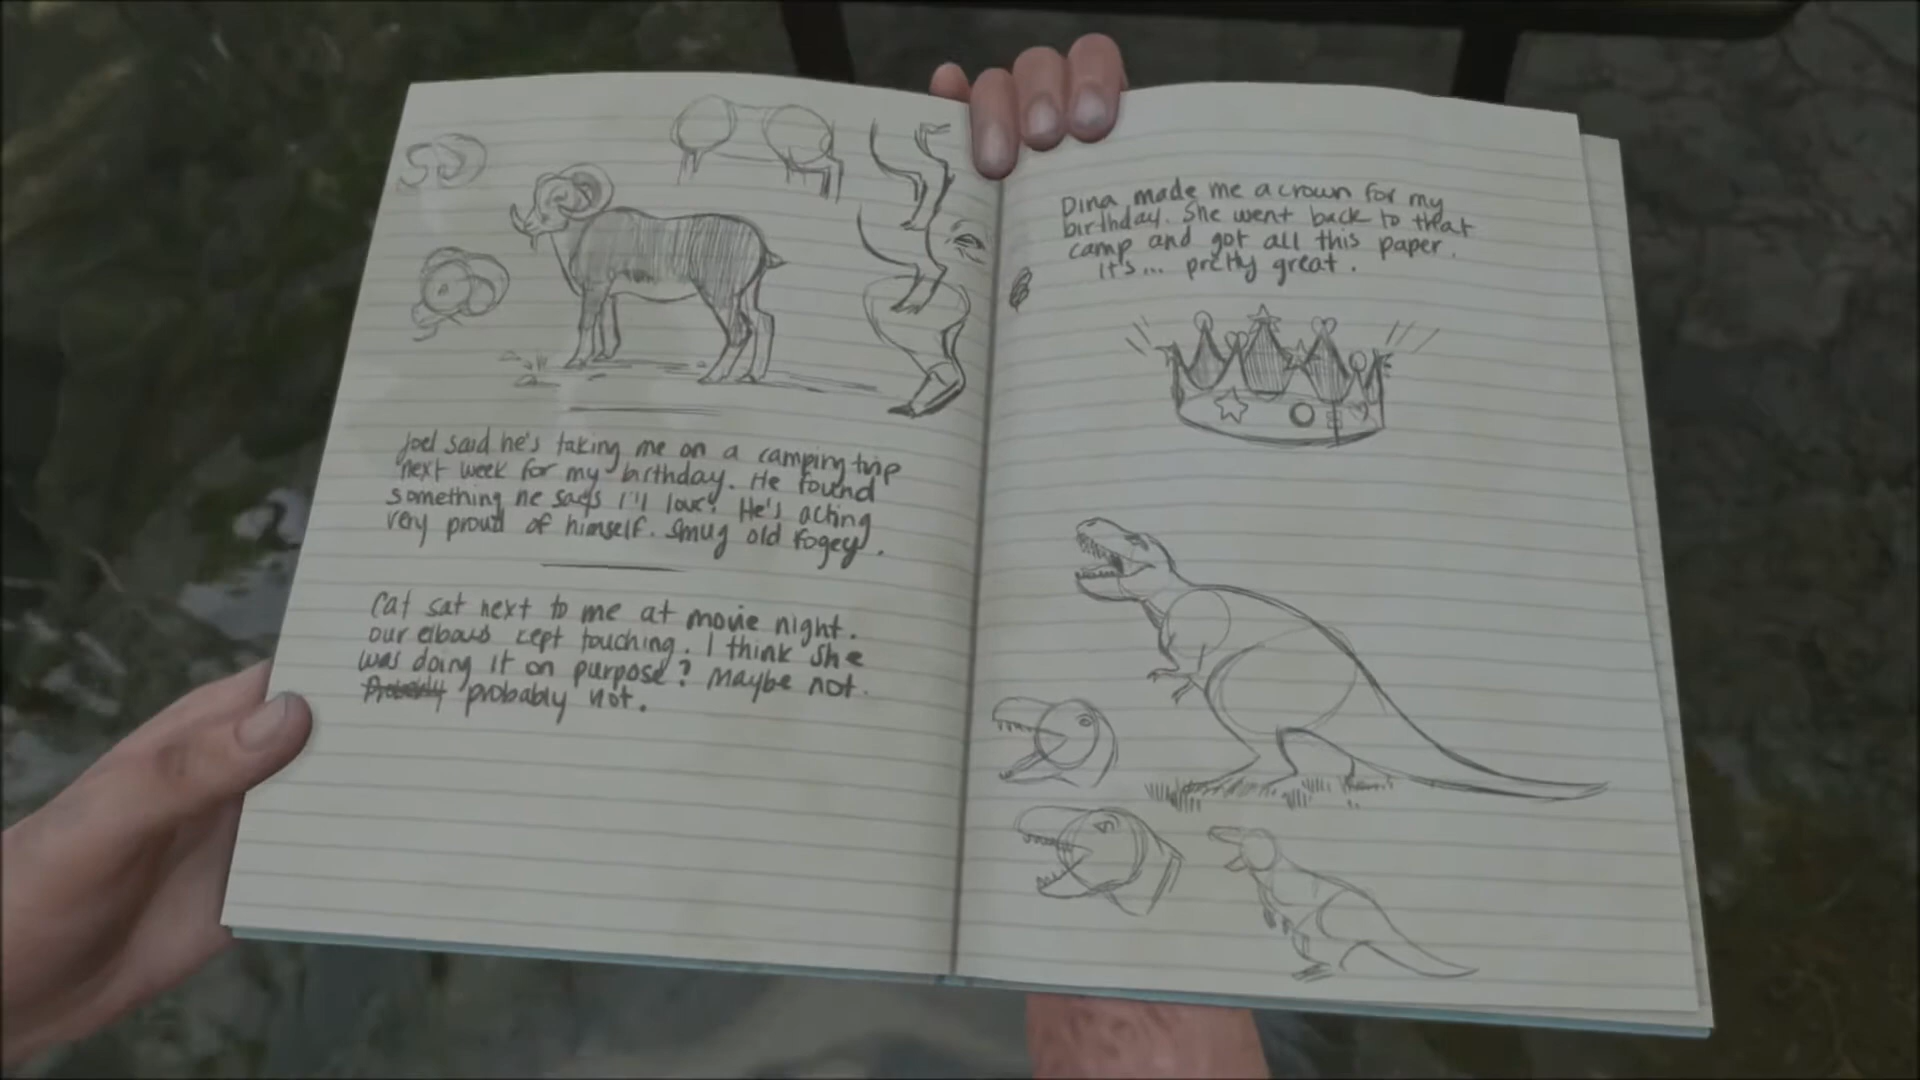 Joel said he's taking me on a camping trip
next week for my birthday. He found
something he says I'll love. He's acting
very proud of himself. Smug old fogey.
Cat sat next to me at movie night.
our elbows kept touching. I think she
was doing it on purpose? Maybe not.
Probably probably not.
Dina made me a crown for my
birthday. She went back to that
camp and got all this paper.
It's... pretty great.